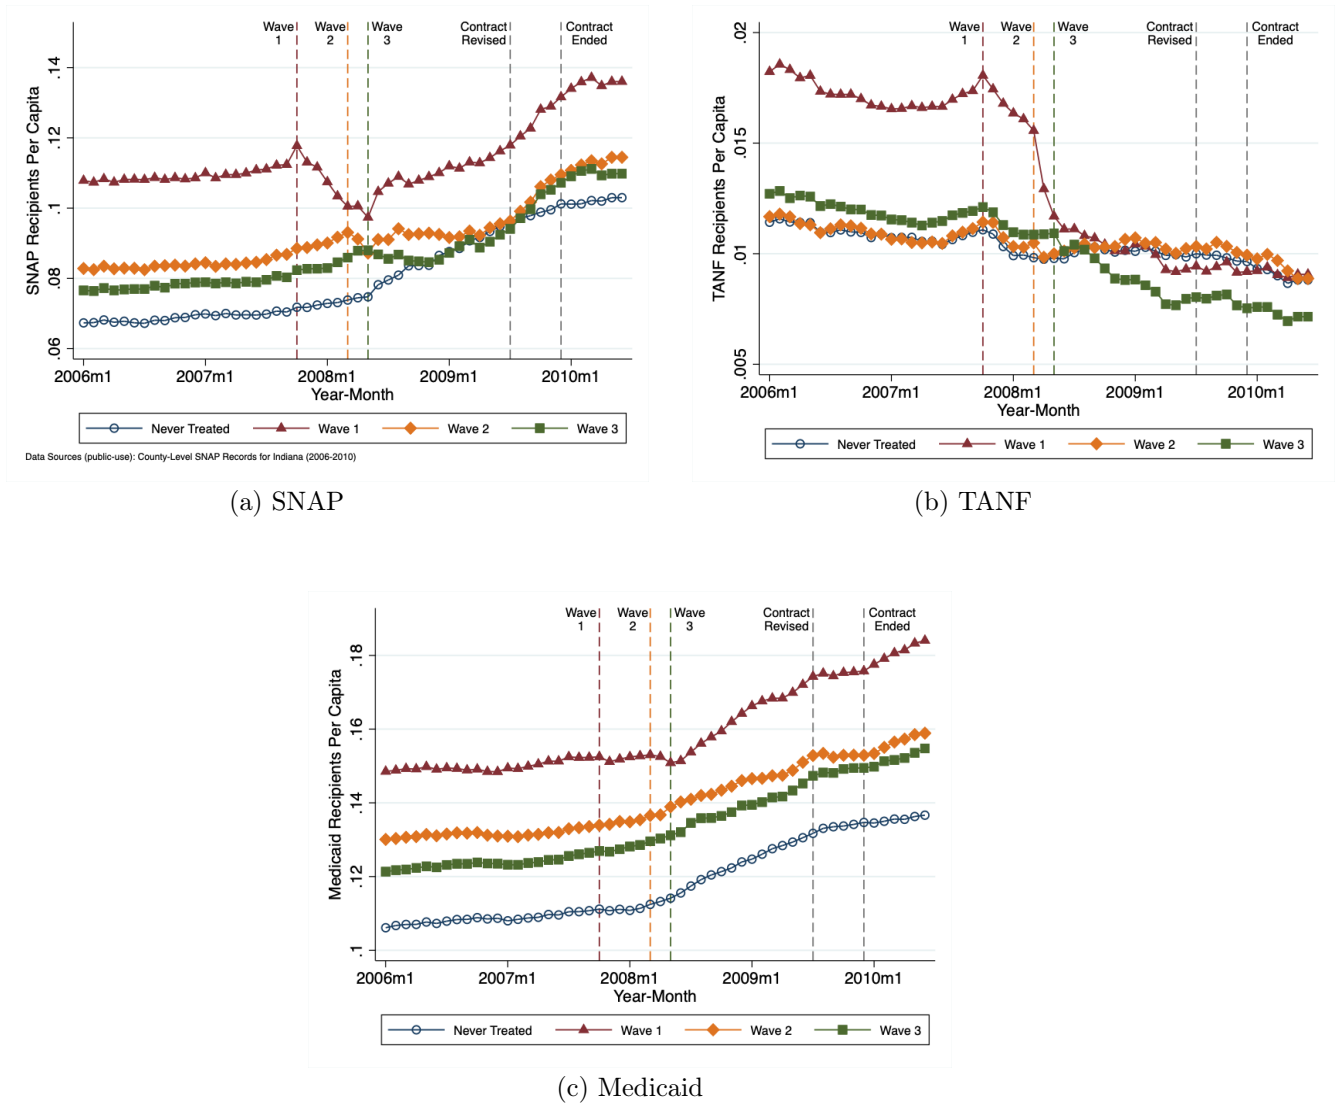 Wave 1
Wave 2
Wave 3
Contract Revised
Contract Ended
SNAP Recipients Per Capita
.14
.12
.1
.08
.06
2006m1 2007m1 2008m1 2009m1 2010m1
Year-Month
Never Treated Wave 1 Wave 2 Wave 3
Data Sources (public-use): County-Level SNAP Records for Indiana (2006-2010)
(a) SNAP
Wave 1
Wave 2
Wave 3
Contract Revised
Contract Ended
TANF Recipients Per Capita
.02
.015
.01
.005
2006m1 2007m1 2008m1 2009m1 2010m1
Year-Month
Never Treated Wave 1 Wave 2 Wave 3
(b) TANF
Wave 1
Wave 2
Wave 3
Contract Revised
Contract Ended
Medicaid Recipients Per Capita
.18
.16
.14
.12
.1
2006m1 2007m1 2008m1 2009m1 2010m1
Year-Month
Never Treated Wave 1 Wave 2 Wave 3
(c) Medicaid